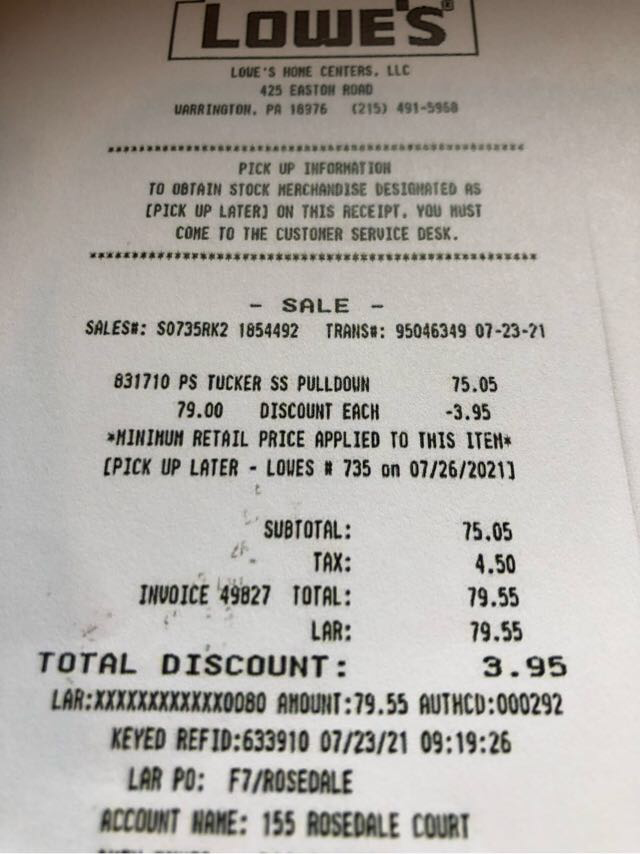 LOWE'S®
LOWE'S HOME CENTERS, LLC
425 EASTON ROAD
WARRINGTON, PA 18976 (215) 491-5968
PICK UP INFORMATION
TO OBTAIN STOCK MERCHANDISE DESIGNATED AS
[PICK UP LATER] ON THIS RECEIPT, YOU MUST
COME TO THE CUSTOMER SERVICE DESK.
- SALE -
SALES#: S0735RK2 1854492 TRANS#: 95046349 07-23-21
831710 PS TUCKER SS PULLDOWN 75.05
79.00 DISCOUNT EACH -3.95
*MINIMUM RETAIL PRICE APPLIED TO THIS ITEM*
[PICK UP LATER - LOWES # 735 on 07/26/2021]
SUBTOTAL: 75.05
TAX: 4.50
INVOICE 49827 TOTAL: 79.55
LAR: 79.55
TOTAL DISCOUNT: 3.95
LAR:XXXXXXXXXXXX0080 AMOUNT:79.55 AUTHCD:000292
KEYED REFID:633910 07/23/21 09:19:26
LAR PO: F7/ROSEDALE
ACCOUNT NAME: 155 ROSEDALE COURT